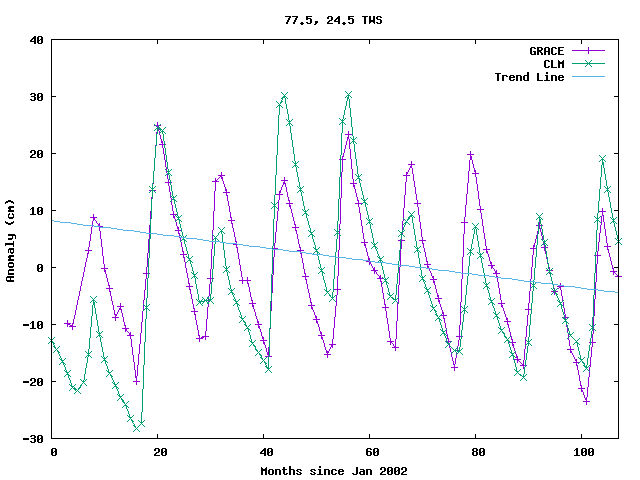 77.5, 24.5 TWS
GRACE
CLM
Trend Line
40
30
20
10
0
-10
-20
-30
Anomaly (cm)
0 20 40 60 80 100
Months since Jan 2002